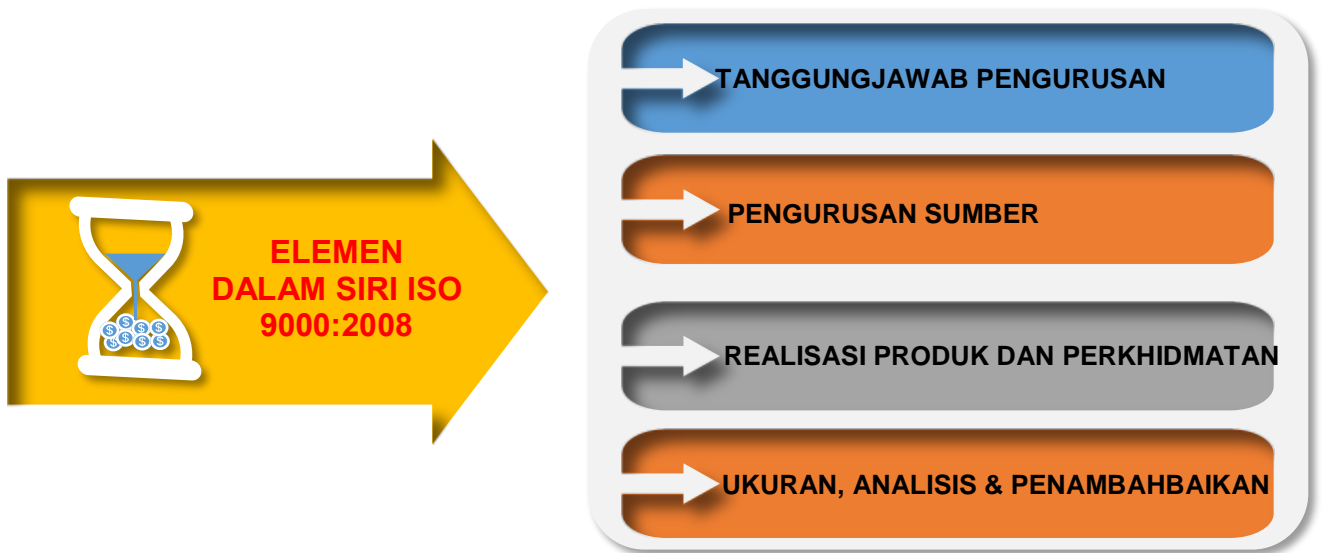 ELEMEN
DALAM SIRI ISO
9000:2008
TANGGUNGJAWAB PENGURUSAN
PENGURUSAN SUMBER
REALISASI PRODUK DAN PERKHIDMATAN
UKURAN, ANALISIS & PENAMBAHBAIKAN